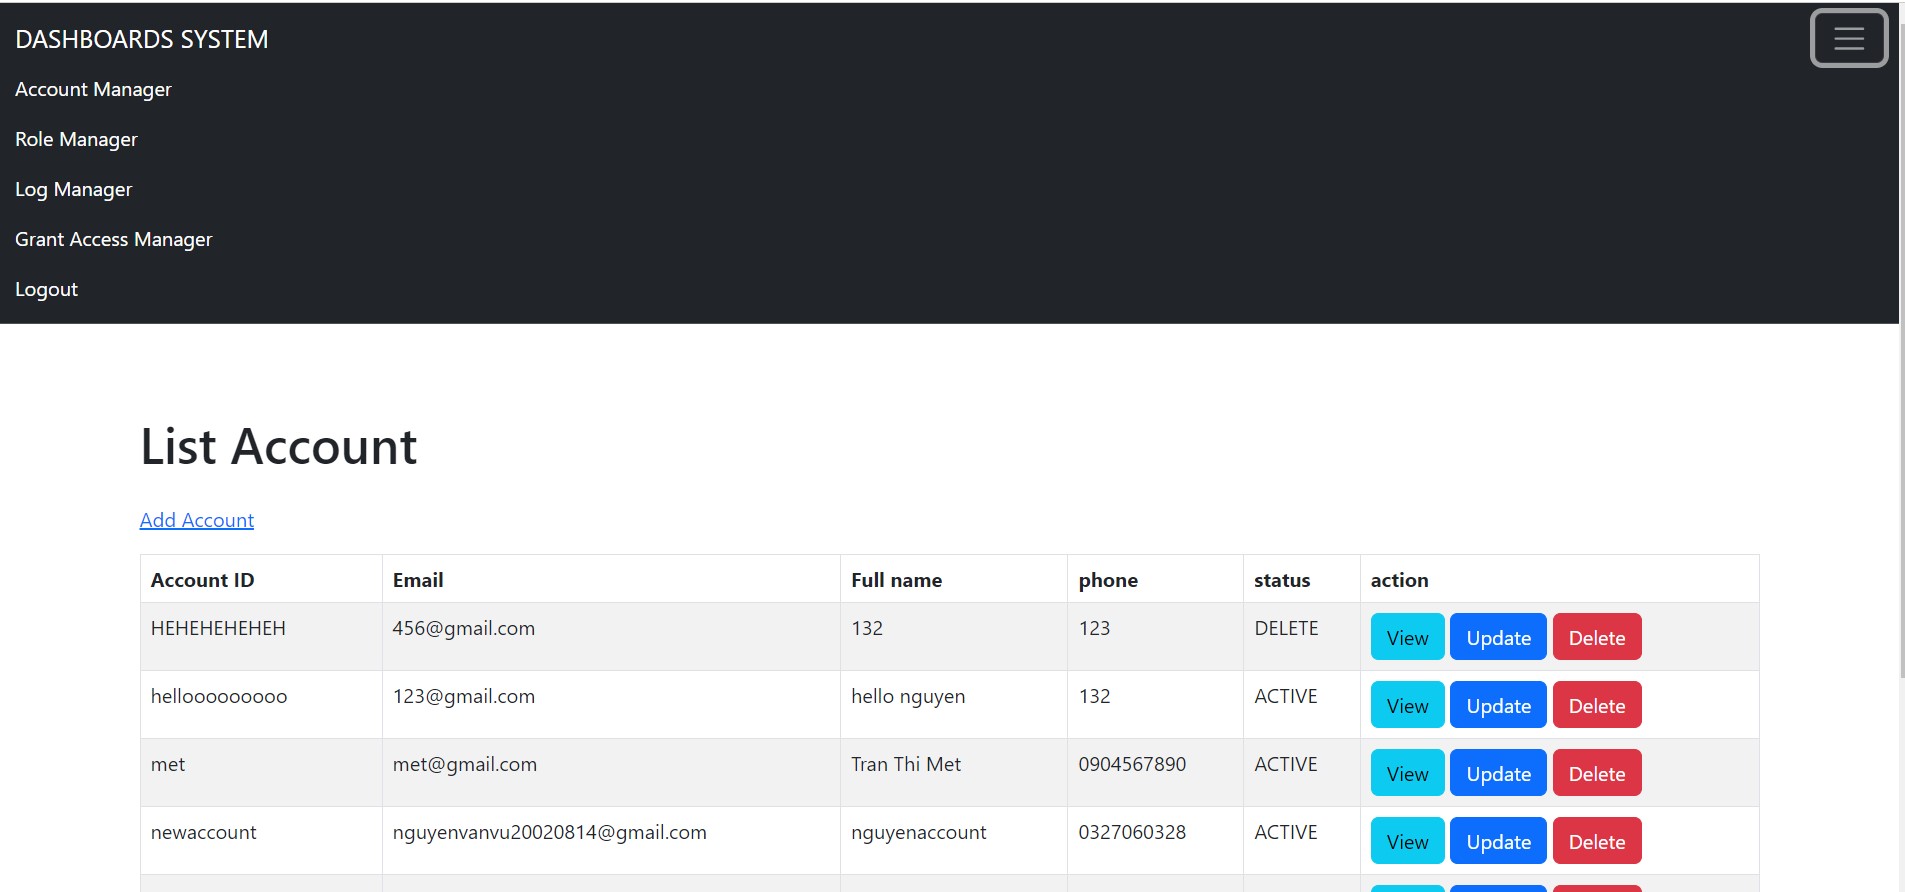 DASHBOARDS SYSTEM
Account Manager
Role Manager
Log Manager
Grant Access Manager
Logout
List Account
Add Account
Account ID Email Full name phone status action
HEHEHEHEHEH 456@gmail.com 132 123 DELETE View Update Delete
hellooooooooo 123@gmail.com hello nguyen 132 ACTIVE View Update Delete
met met@gmail.com Tran Thi Met 0904567890 ACTIVE View Update Delete
newaccount nguyenvanvu20020814@gmail.com nguyenaccount 0327060328 ACTIVE View Update Delete